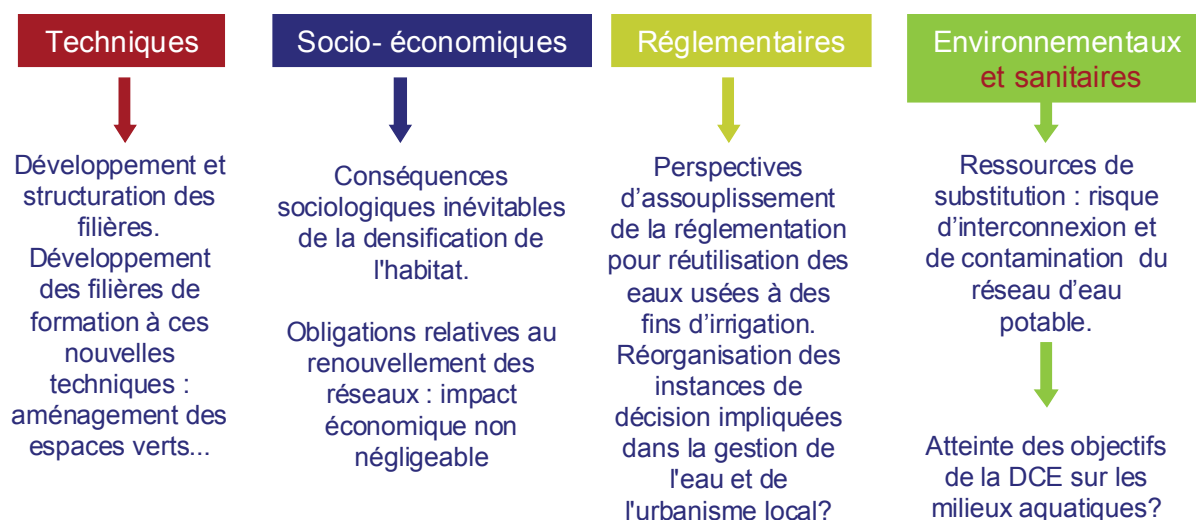 Techniques
Développement et
structuration des
filières.
Développement
des filières de
formation à ces
nouvelles
techniques :
aménagement des
espaces verts...
Socio- économiques
Conséquences
sociologiques inévitables
de la densification de
l'habitat.
Obligations relatives au
renouvellement des
réseaux : impact
économique non
négligeable
Réglementaires
Perspectives
d’assouplissement
de la réglementation
pour réutilisation des
eaux usées à des
fins d’irrigation.
Réorganisation des
instances de
décision impliquées
dans la gestion de
l'eau et de
l'urbanisme local?
Environnementaux
et sanitaires
Ressources de
substitution : risque
d’interconnexion et
de contamination du
réseau d’eau
potable.
Atteinte des objectifs
de la DCE sur les
milieux aquatiques?